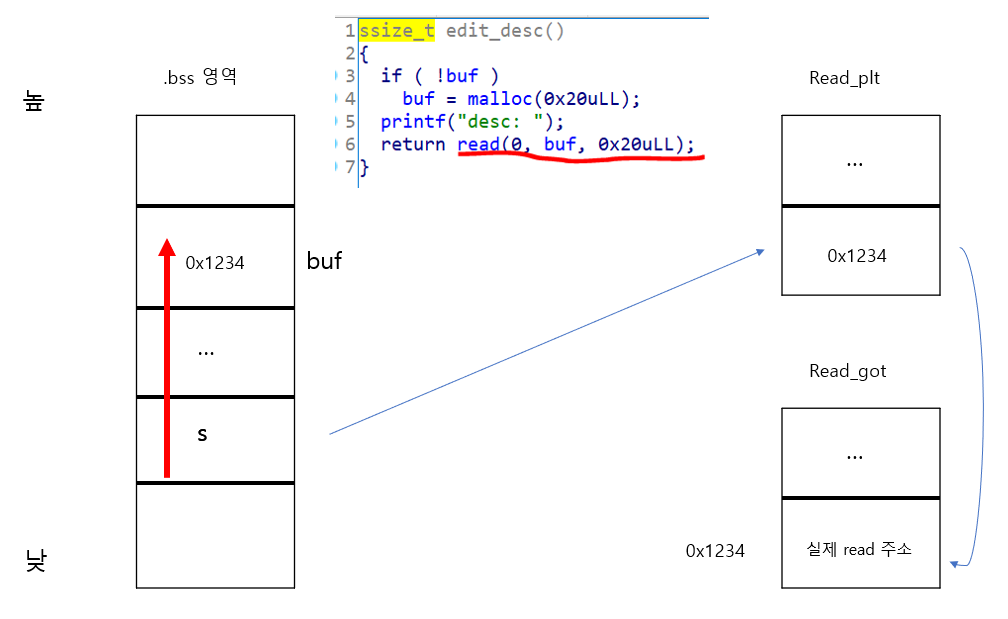 1 ssize_t edit_desc()
2 {
3 if ( !buf )
4 buf = malloc(0x20uLL);
5 printf("desc: ");
6 return read(0, buf, 0x20uLL);
7 }
.bss 영역
Read_plt
높
...
0x1234
buf
0x1234
...
Read_got
s
...
낮
0x1234
실제 read 주소